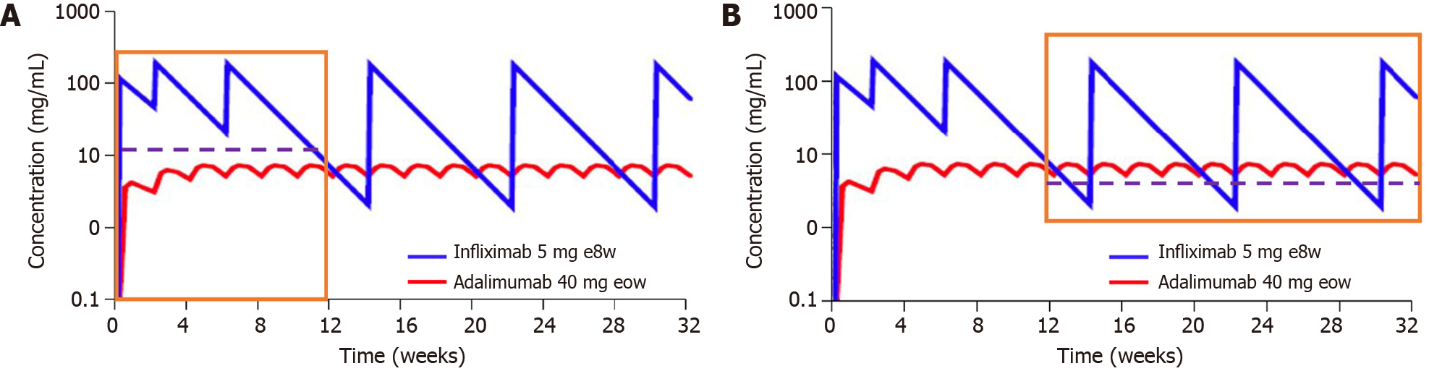 A
1000
100
10
0
0.1
Concentration (mg/mL)
Infliximab 5 mg e8w
Adalimumab 40 mg eow
0 4 8 12 16 20 24 28 32
Time (weeks)
B
1000
100
10
0
0.1
Concentration (mg/mL)
Infliximab 5 mg e8w
Adalimumab 40 mg eow
0 4 8 12 16 20 24 28 32
Time (weeks)